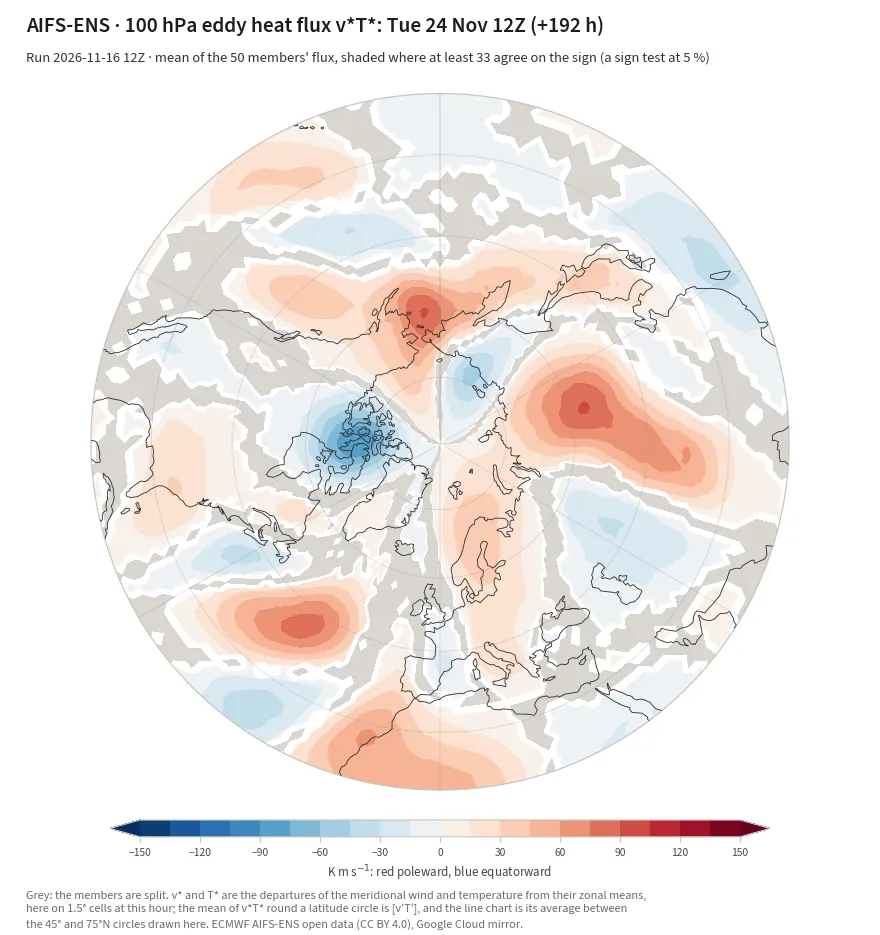 AIFS-ENS · 100 hPa eddy heat flux v*T*: Tue 24 Nov 12Z (+192 h)
Run 2026-11-16 12Z · mean of the 50 members' flux, shaded where at least 33 agree on the sign (a sign test at 5 %)
−150 −120 −90 −60 −30 0 30 60 90 120 150
K m s⁻¹: red poleward, blue equatorward
Grey: the members are split. v* and T* are the departures of the meridional wind and temperature from their zonal means,
here on 1.5° cells at this hour; the mean of v*T* round a latitude circle is [v'T'], and the line chart is its average between
the 45° and 75°N circles drawn here. ECMWF AIFS-ENS open data (CC BY 4.0), Google Cloud mirror.